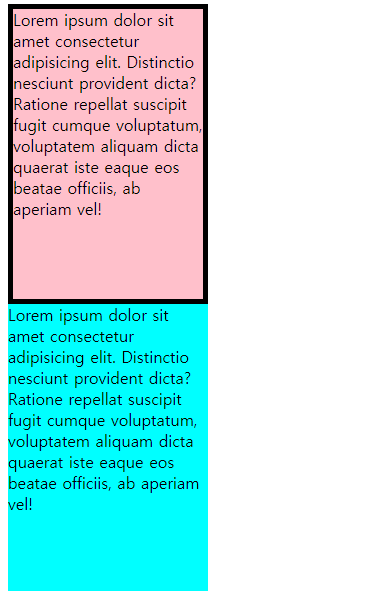 Lorem ipsum dolor sit
amet consectetur
adipisicing elit. Distinctio
nesciunt provident dicta?
Ratione repellat suscipit
fugit cumque voluptatum,
voluptatem aliquam dicta
quaerat iste eaque eos
beatae officiis, ab
aperiam vel!
Lorem ipsum dolor sit
amet consectetur
adipisicing elit. Distinctio
nesciunt provident dicta?
Ratione repellat suscipit
fugit cumque voluptatum,
voluptatem aliquam dicta
quaerat iste eaque eos
beatae officiis, ab aperiam
vel!